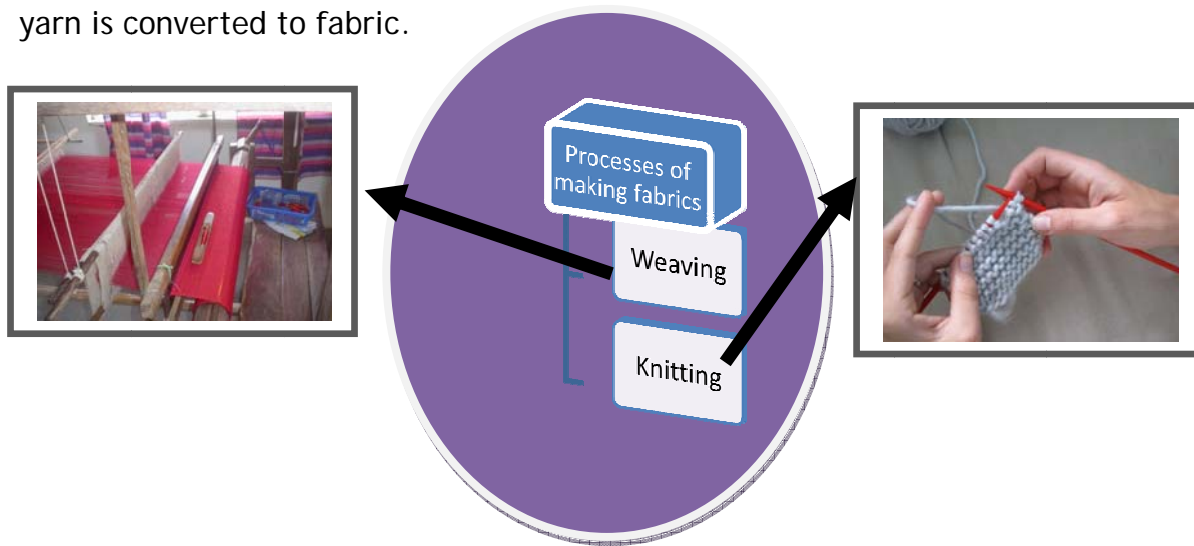 yarn is converted to fabric.
Processes of
making fabrics
Weaving
Knitting